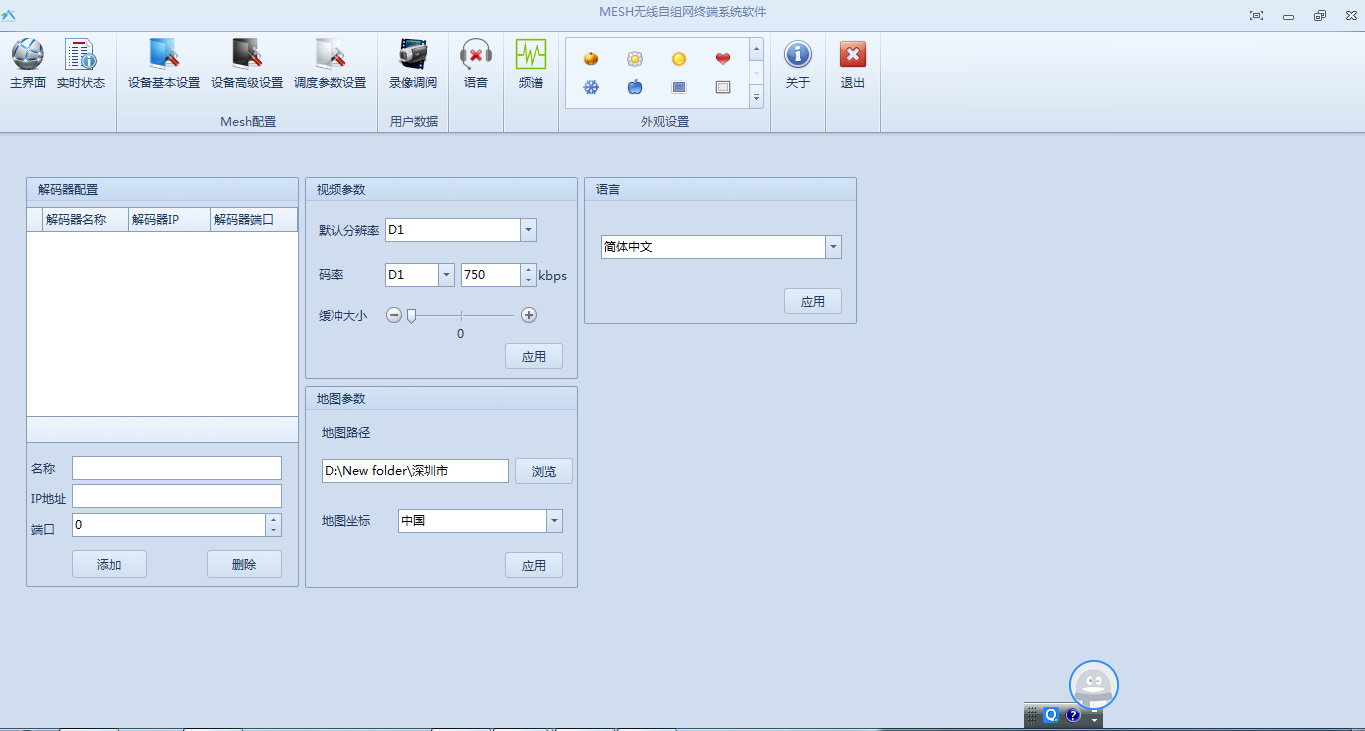 MESH无线自组网终端系统软件
主界面 实时状态 设备基本设置 设备高级设置 调度参数设置 录像调阅 语音 频谱 关于 退出
Mesh配置 用户数据 外观设置
解码器配置
解码器名称 解码器IP 解码器端口
名称
IP地址
端口 0
添加 删除
视频参数
默认分辨率 D1
码率 D1 750 kbps
缓冲大小
0
应用
地图参数
地图路径
D:\New folder\深圳市 浏览
地图坐标 中国
应用
语言
简体中文
应用